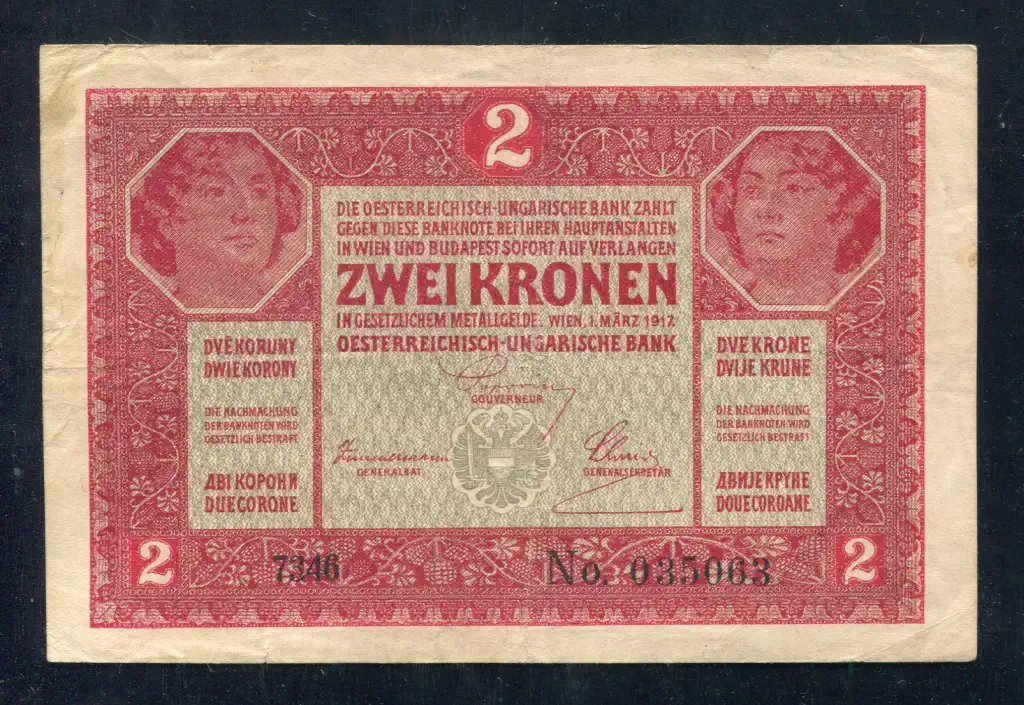 2
DIE OESTERREICHISCH-UNGARISCHE BANK ZAHLT
GEGEN DIESE BANKNOTE BEI IHREN HAUPTANSTALTEN
IN WIEN UND BUDAPEST SOFORT AUF VERLANGEN
ZWEI KRONEN
IN GESETZLICHEM METALLGELDE. WIEN, 1. MÄRZ 1917.
OESTERREICHISCH-UNGARISCHE BANK
GOUVERNEUR
GENERALRAT
GENERALSEKRETÄR
DVE KORUNY
DWIE KORONY
DIE NACHMACHUNG
DER BANKNOTEN WIRD
GESETZLICH BESTRAFT
ДВІ КОРОНИ
DUE CORONE
DVE KRONE
DVIJE KRUNE
DIE NACHMACHUNG
DER BANKNOTEN WIRD
GESETZLICH BESTRAFT
ДВИЈЕ КРУНЕ
DOUE COROANE
2
7346
No. 035063
2